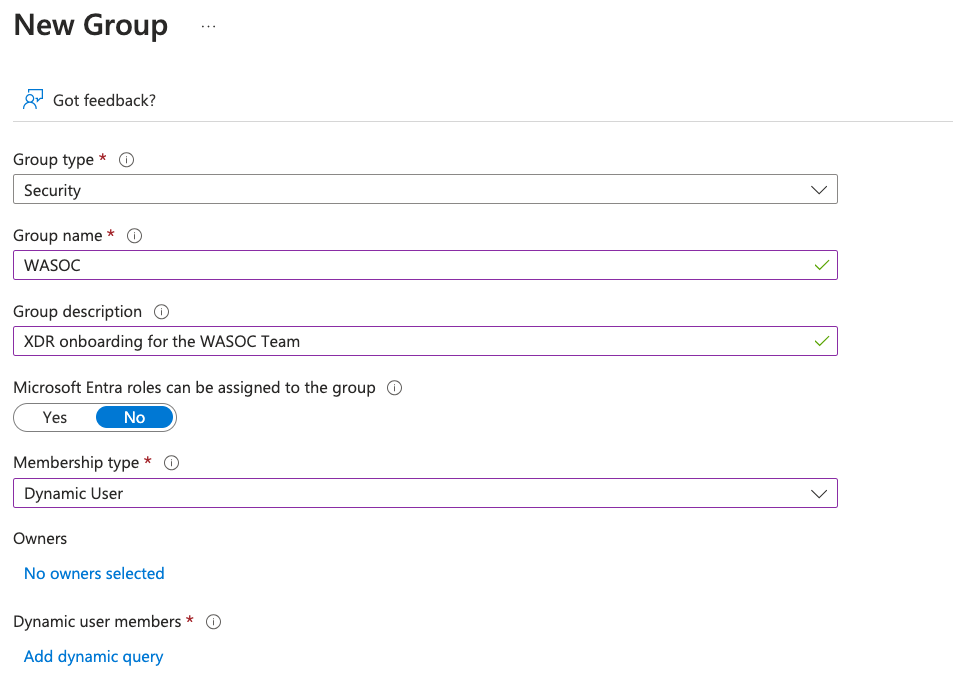 New Group ...
Got feedback?
Group type *
Security
Group name *
WASOC
Group description
XDR onboarding for the WASOC Team
Microsoft Entra roles can be assigned to the group
Yes No
Membership type *
Dynamic User
Owners
No owners selected
Dynamic user members *
Add dynamic query